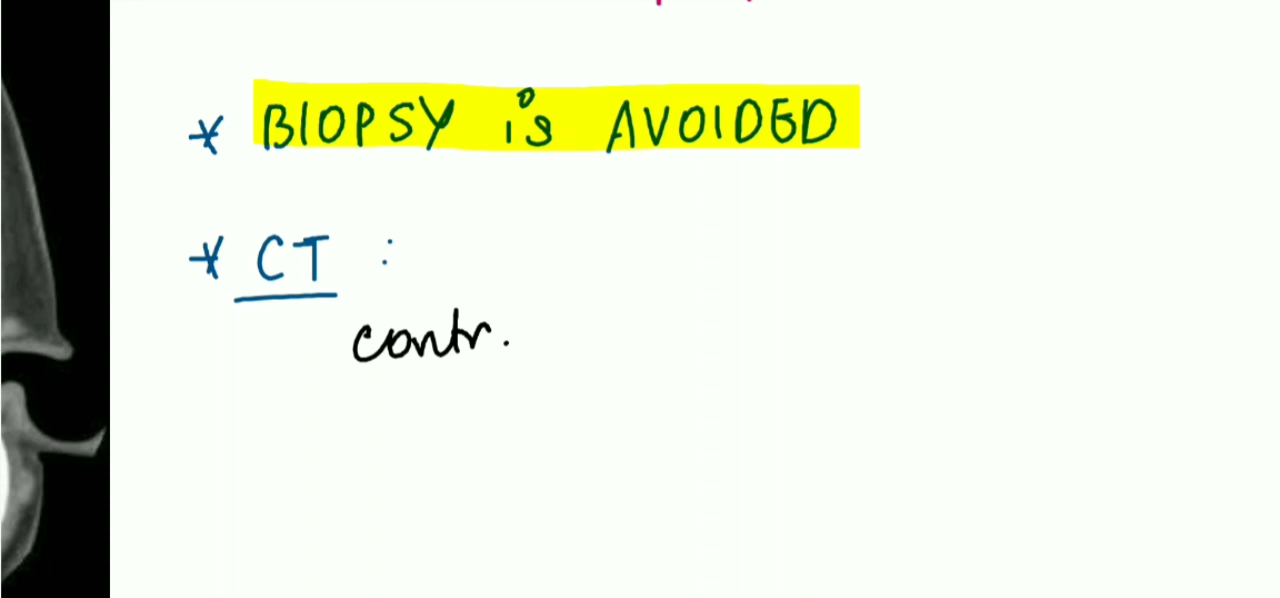 * BIOPSY is AVOIDED
* CT :
contr.